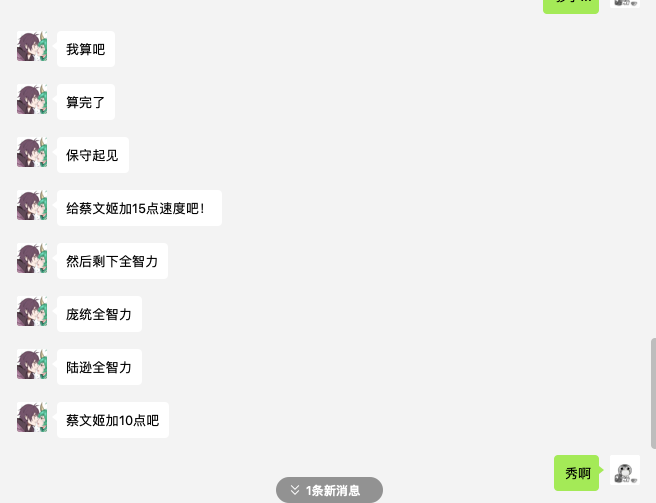 我算吧
算完了
保守起见
给蔡文姬加15点速度吧！
然后剩下全智力
庞统全智力
陆逊全智力
蔡文姬加10点吧
秀啊
1条新消息